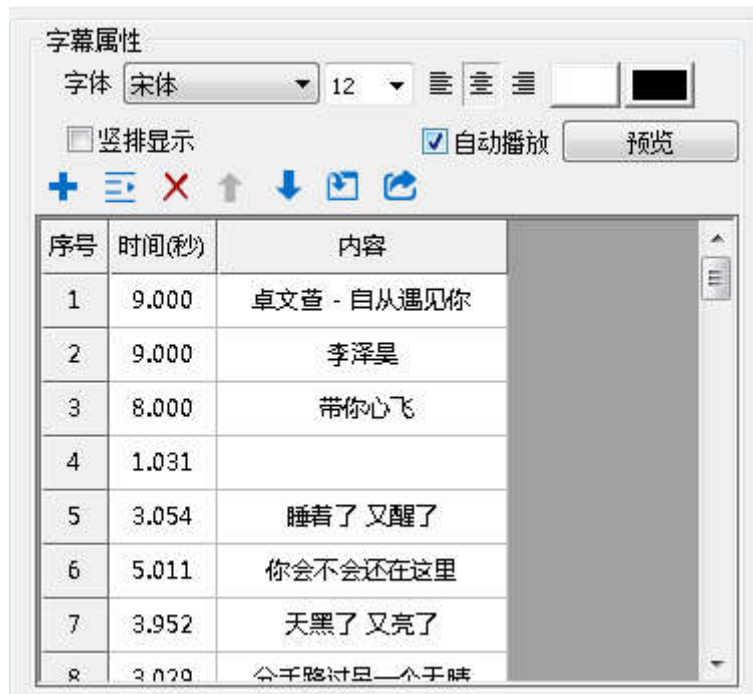 字幕属性
字体 宋体 12
竖排显示 自动播放 预览
序号 时间(秒) 内容
1 9.000 卓文萱 - 自从遇见你
2 9.000 李泽昊
3 8.000 带你心飞
4 1.031
5 3.054 睡着了 又醒了
6 5.011 你会不会还在这里
7 3.952 天黑了 又亮了
8 3.029